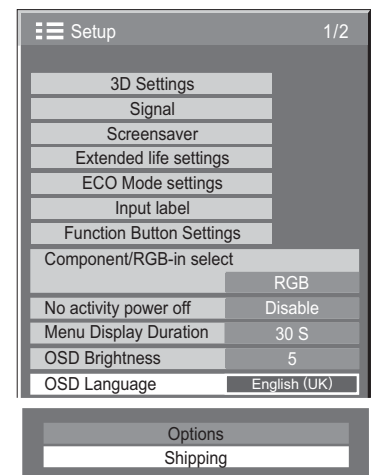 Setup 1/2
3D Settings
Signal
Screensaver
Extended life settings
ECO Mode settings
Input label
Function Button Settings
Component/RGB-in select
RGB
No activity power off Disable
Menu Display Duration 30 S
OSD Brightness 5
OSD Language English (UK)
Options
Shipping